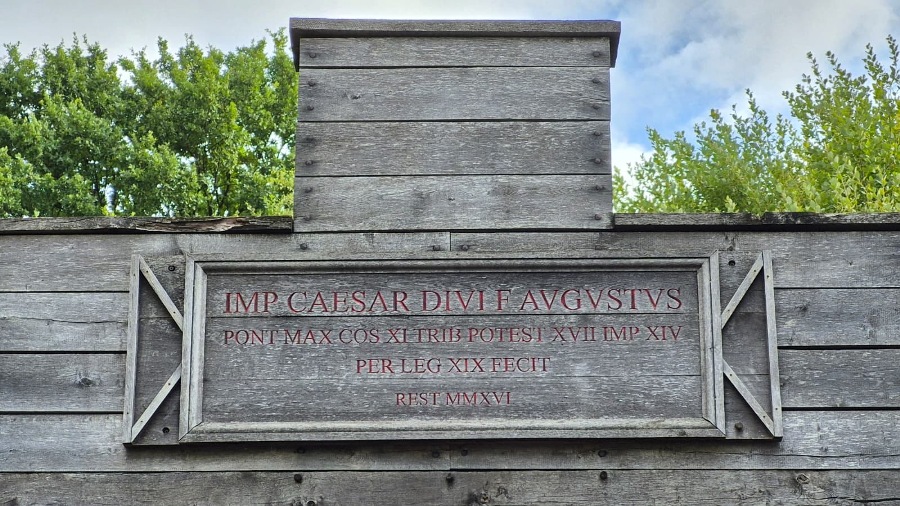 IMP CAESAR DIVI F AVGVSTVS
PONT MAX COS XI TRIB POTEST XVII IMP XIV
PER LEG XIX FECIT
REST MMXVI